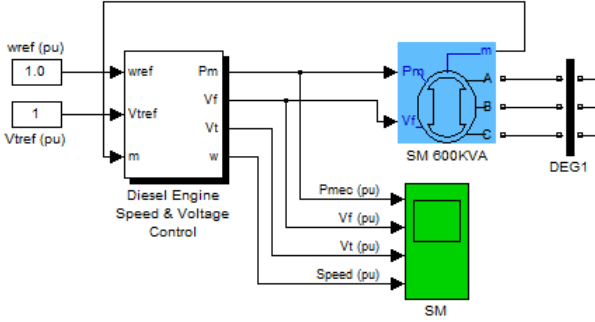 wref (pu)
1.0
1
Vtref (pu)
wref
Vtref
m
Pm
Vf
Vt
w
Diesel Engine
Speed & Voltage
Control
m
Pm
Vf
A
B
C
SM 600KVA
DEG1
Pmec (pu)
Vf (pu)
Vt (pu)
Speed (pu)
SM